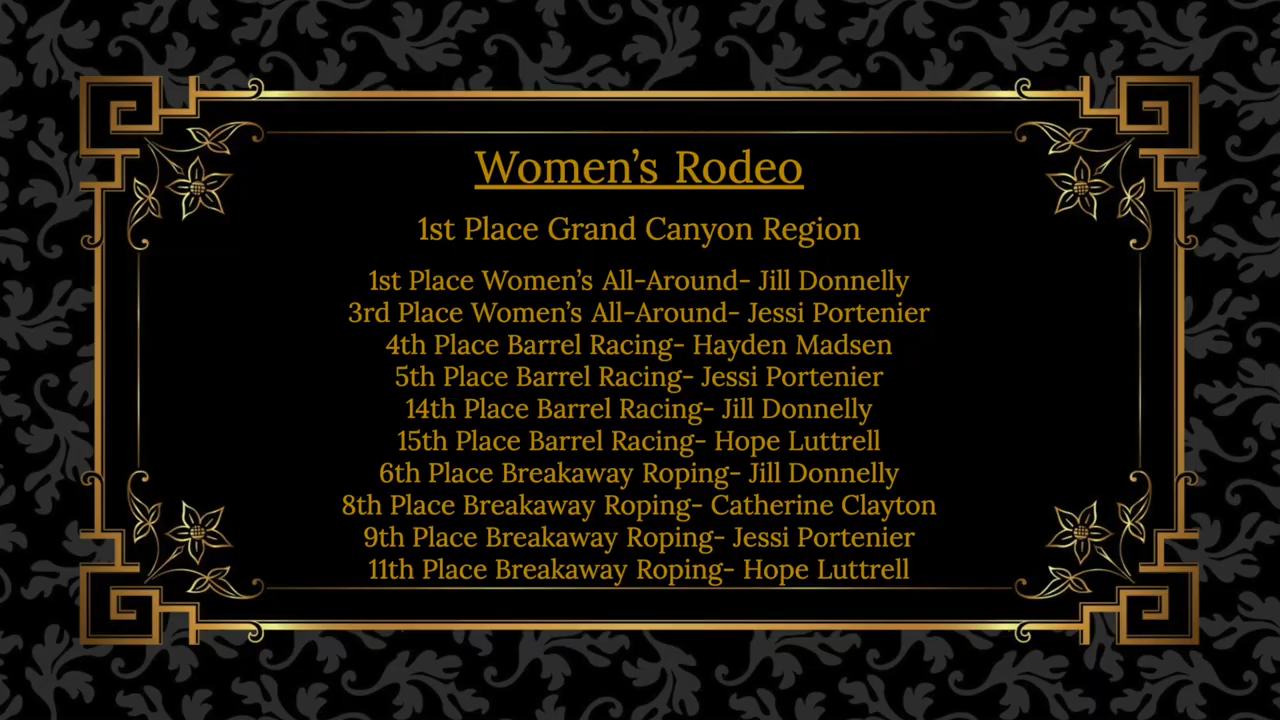 Women’s Rodeo
1st Place Grand Canyon Region
1st Place Women’s All-Around- Jill Donnelly
3rd Place Women’s All-Around- Jessi Portenier
4th Place Barrel Racing- Hayden Madsen
5th Place Barrel Racing- Jessi Portenier
14th Place Barrel Racing- Jill Donnelly
15th Place Barrel Racing- Hope Luttrell
6th Place Breakaway Roping- Jill Donnelly
8th Place Breakaway Roping- Catherine Clayton
9th Place Breakaway Roping- Jessi Portenier
11th Place Breakaway Roping- Hope Luttrell